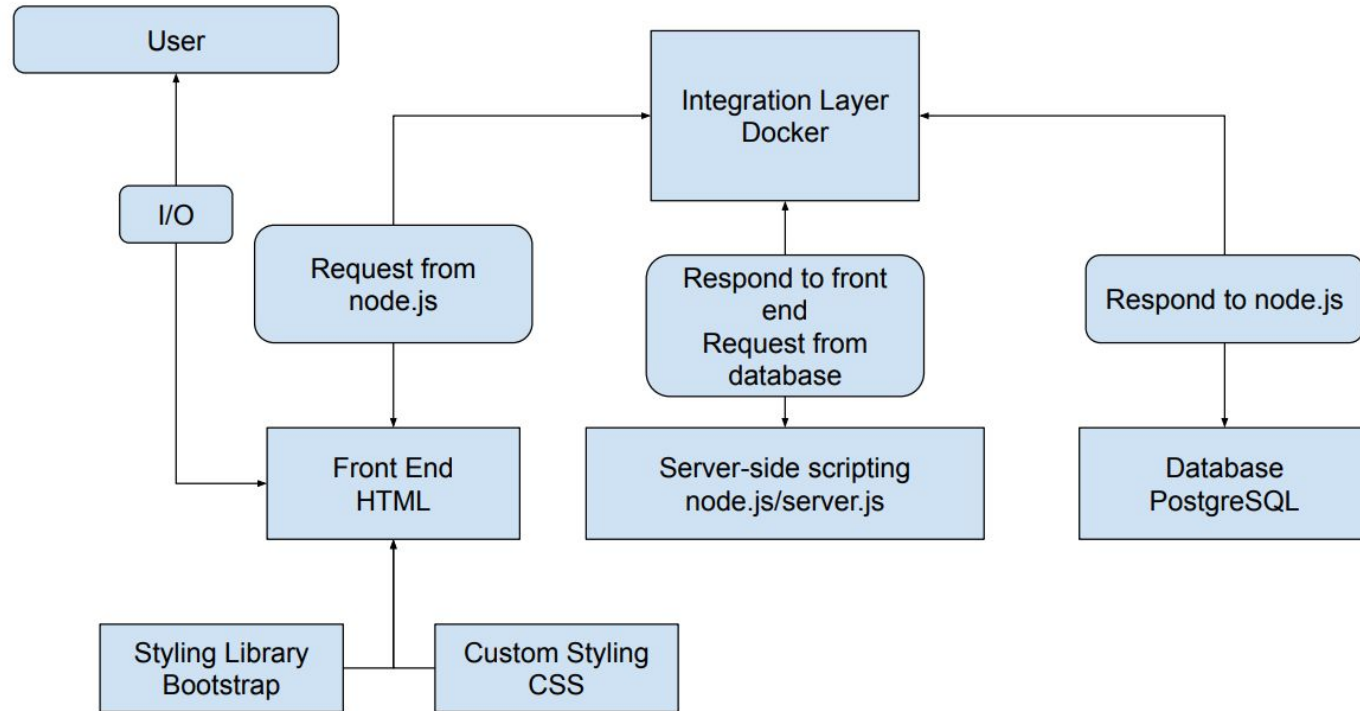 User
Integration Layer
Docker
I/O
Request from
node.js
Respond to front
end
Request from
database
Respond to node.js
Front End
HTML
Server-side scripting
node.js/server.js
Database
PostgreSQL
Styling Library
Bootstrap
Custom Styling
CSS